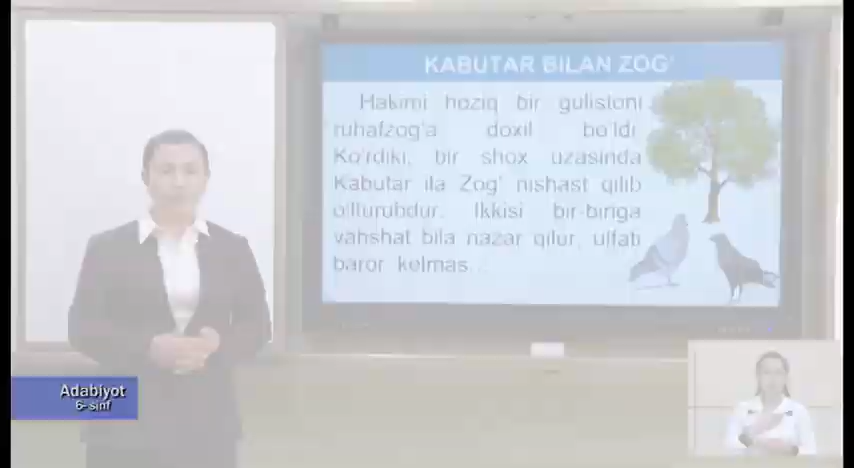 KABUTAR BILAN ZOG'
Hakimi hoziq bir gulistoni
ruhafzog'a doxil bo'ldi.
Ko'rdiki, bir shox uzasinda
Kabutar ila Zog' nishast qilib
o'lturubdur. Ikkisi bir-biriga
vahshat bila nazar qilur, ulfati
baror kelmas...
Adabiyot
6-sinf